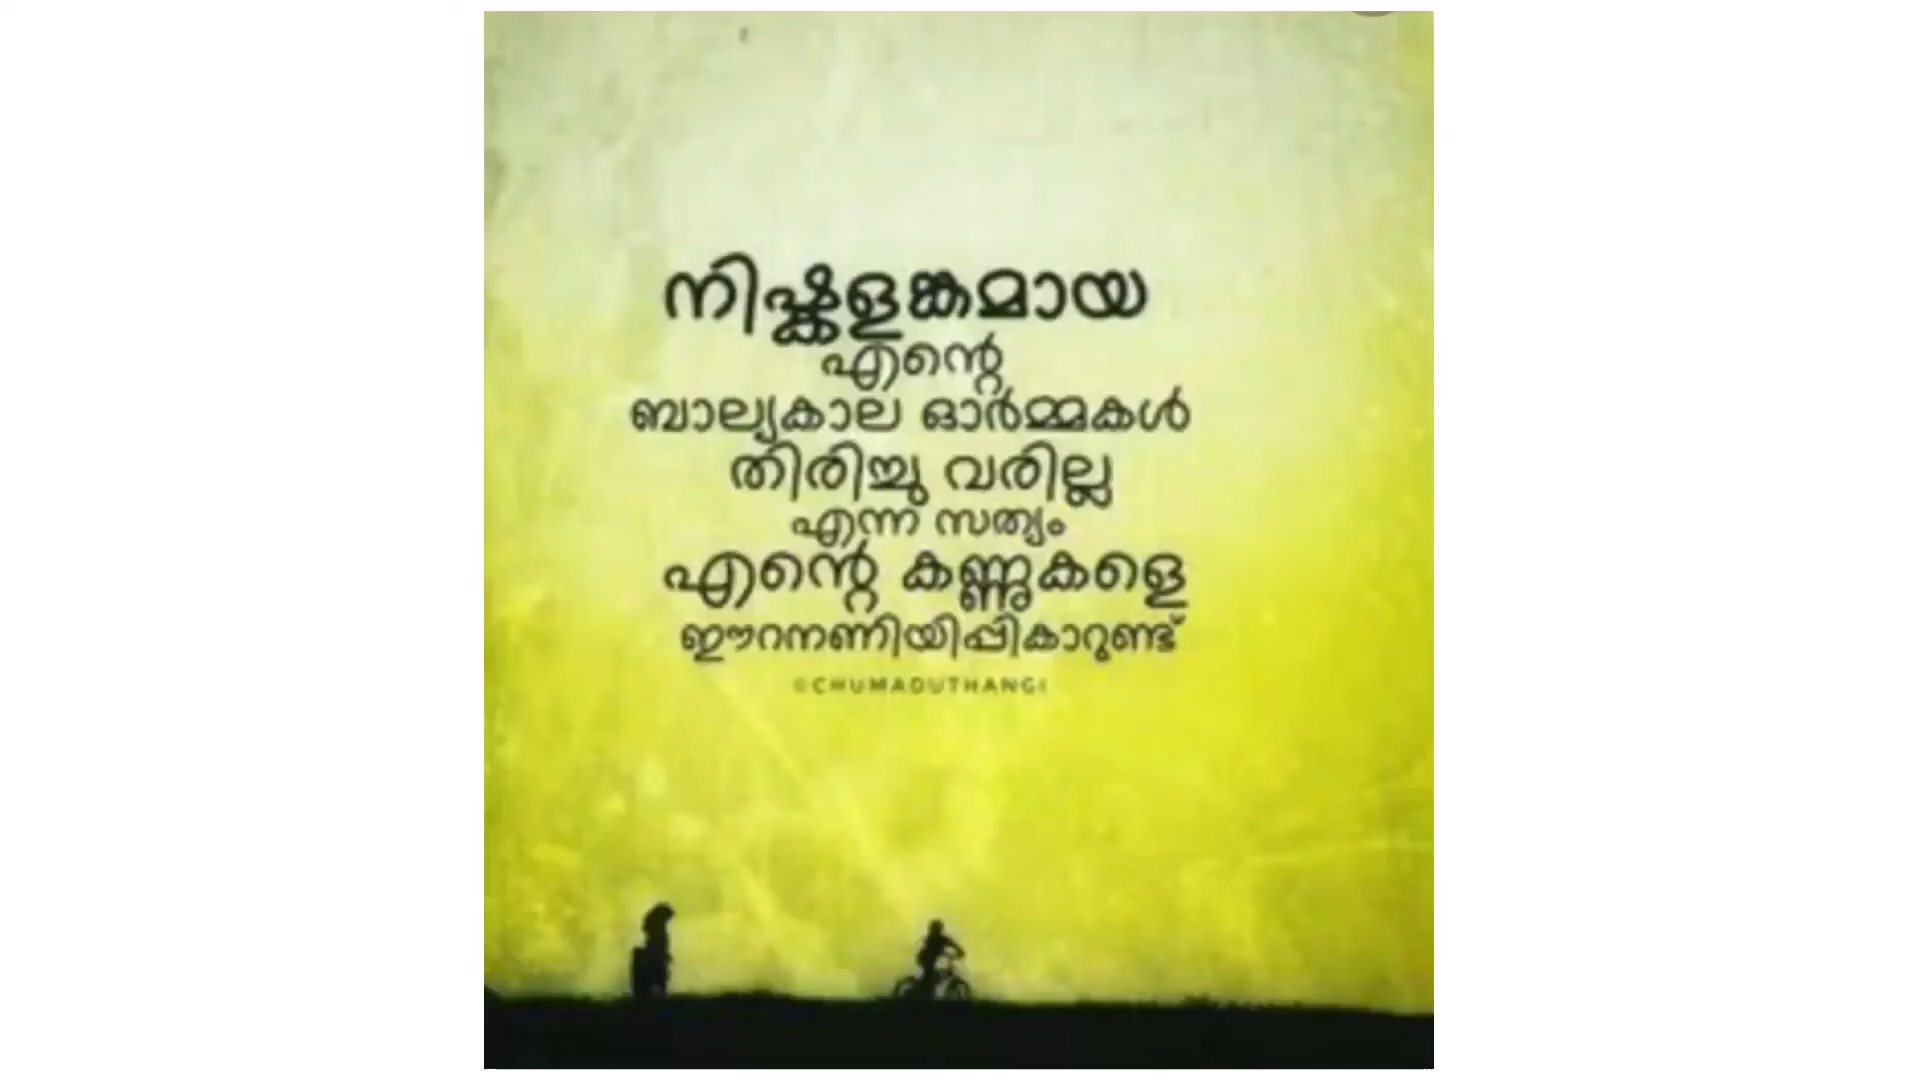 നിഷ്കളങ്കമായ
എന്റെ
ബാല്യകാല ഓർമ്മകൾ
തിരിച്ചു വരില്ല
എന്ന സത്യം
എന്റെ കണ്ണുകളെ
ഈറനണിയിപ്പികാറുണ്ട്
©CHUMADUTHANGI